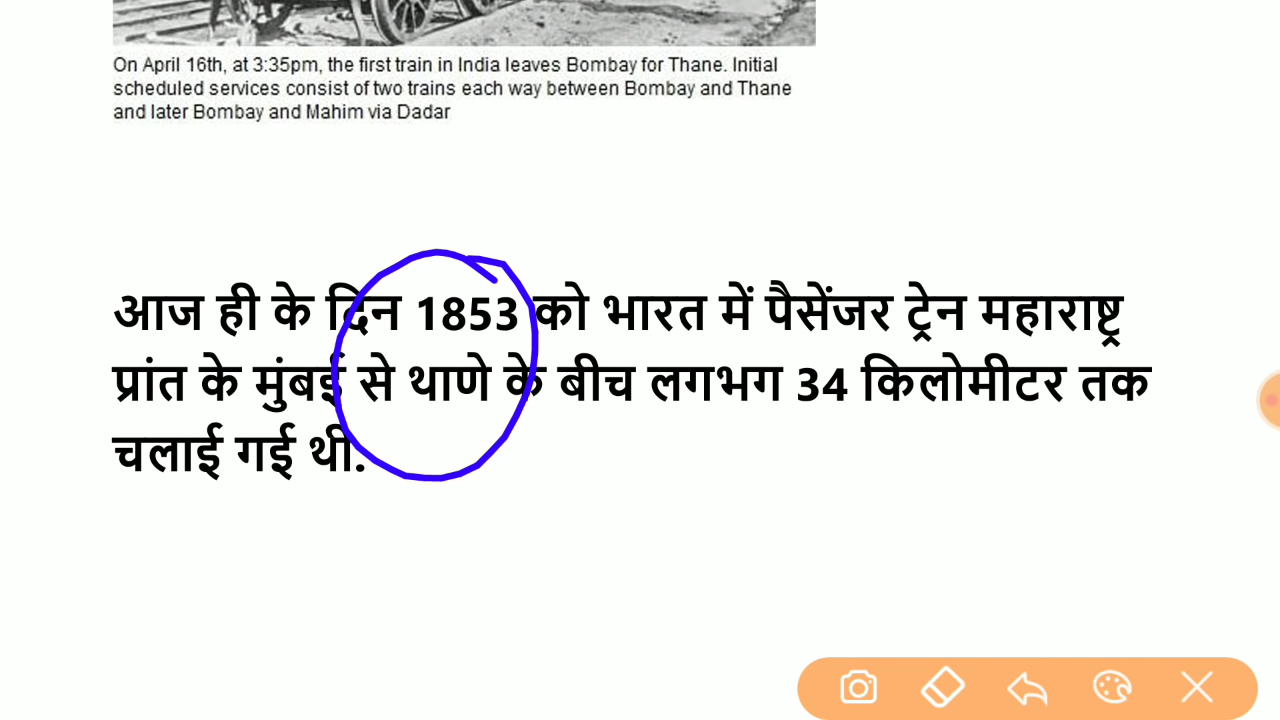 On April 16th, at 3:35pm, the first train in India leaves Bombay for Thane. Initial
scheduled services consist of two trains each way between Bombay and Thane
and later Bombay and Mahim via Dadar
आज ही के दिन 1853 को भारत में पैसेंजर ट्रेन महाराष्ट्र
प्रांत के मुंबई से थाणे के बीच लगभग 34 किलोमीटर तक
चलाई गई थी.